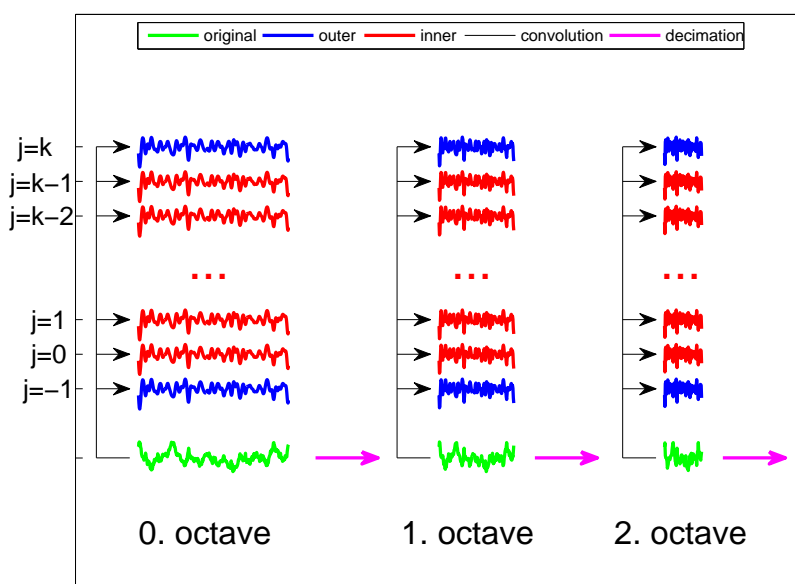 original outer inner convolution decimation
j=k
j=k−1
j=k−2
...  ...  ...
j=1
j=0
j=−1
0. octave 1. octave 2. octave